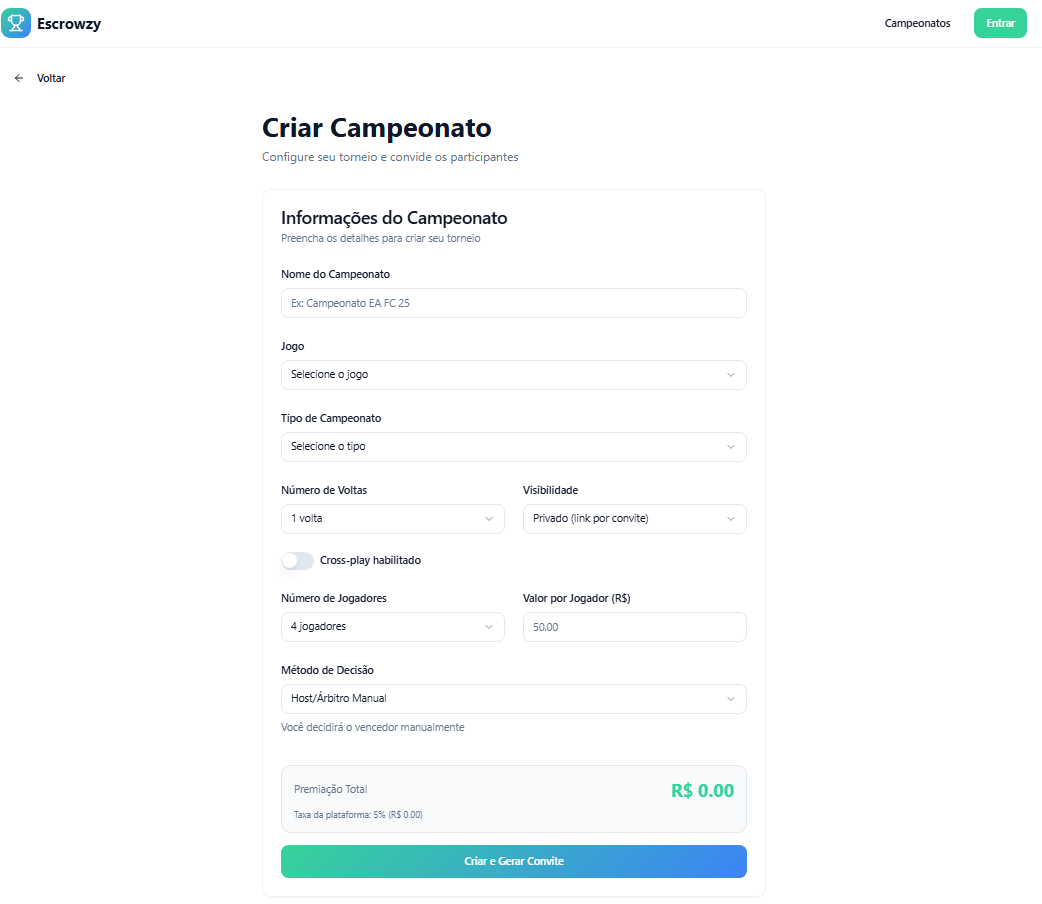 Escrowzy
Campeonatos
Entrar
Voltar
Criar Campeonato
Configure seu torneio e convide os participantes
Informações do Campeonato
Preencha os detalhes para criar seu torneio
Nome do Campeonato
Ex: Campeonato EA FC 25
Jogo
Selecione o jogo
Tipo de Campeonato
Selecione o tipo
Número de Voltas
Visibilidade
1 volta
Privado (link por convite)
Cross-play habilitado
Número de Jogadores
Valor por Jogador (R$)
4 jogadores
50.00
Método de Decisão
Host/Árbitro Manual
Você decidirá o vencedor manualmente
Premiação Total
R$ 0.00
Taxa da plataforma: 5% (R$ 0.00)
Criar e Gerar Convite